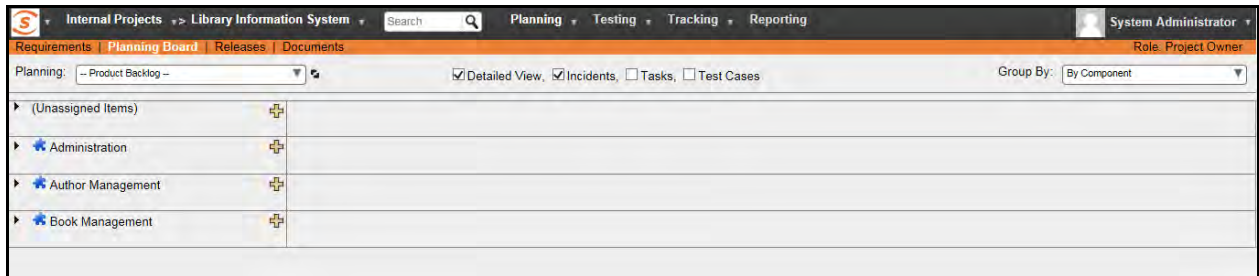 S Internal Projects > Library Information System Search Planning Testing Tracking Reporting System Administrator
Requirements | Planning Board | Releases | Documents Role: Project Owner
Planning: -- Product Backlog -- Detailed View, Incidents, Tasks, Test Cases Group By: By Component
(Unassigned Items)
Administration
Author Management
Book Management